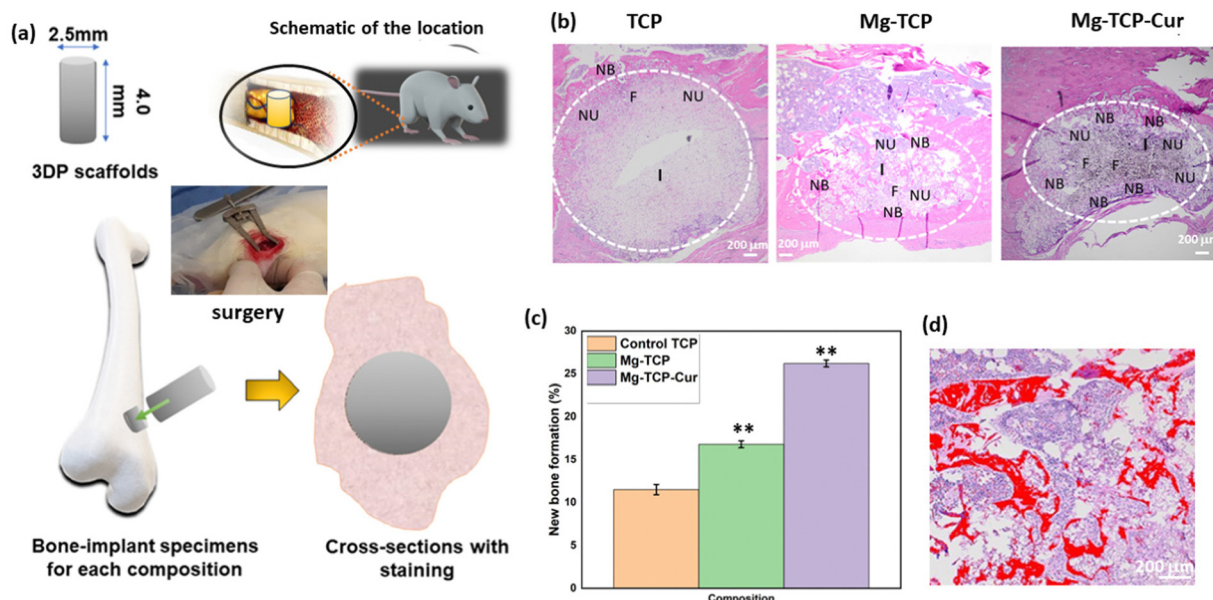 (a)
2.5mm
4.0
mm
3DP scaffolds
Schematic of the location
surgery
Bone-implant specimens
for each composition
Cross-sections with
staining
(b)
TCP
Mg-TCP
Mg-TCP-Cur
NB
F
NU
NU
I
200 µm
NU
NB
I
NB
F
NU
NB
200 µm
NB
NB
NU
I
NU
F
F
NU
NB
NB
NB
200 µm
(c)
30
25
20
15
10
5
0
New bone formation (%)
Control TCP
Mg-TCP
Mg-TCP-Cur
**
**
Composition
(d)
200 µm